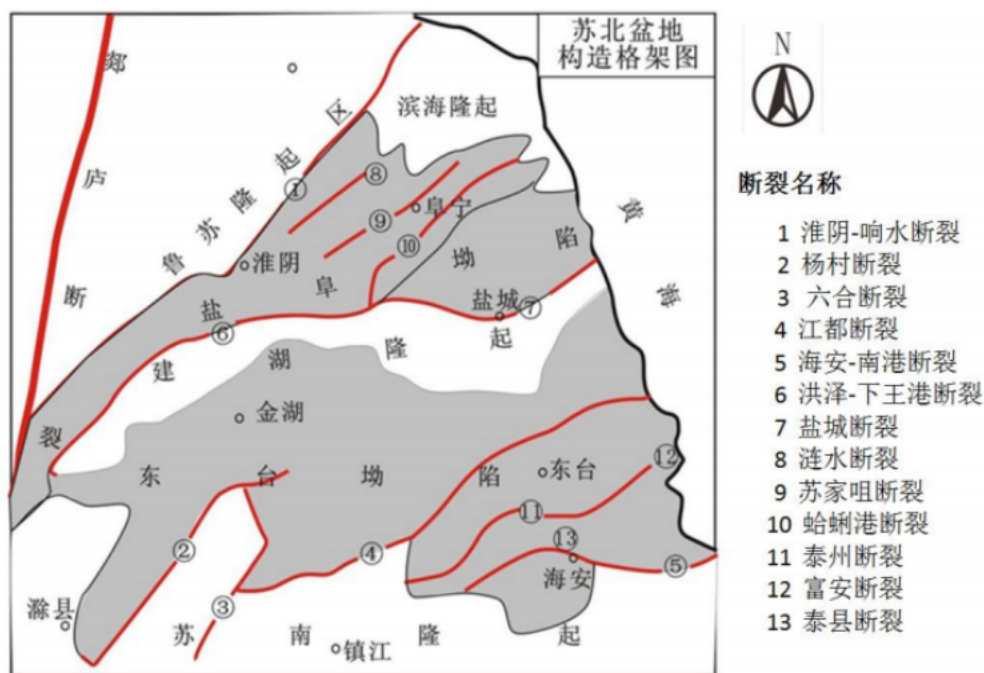 苏北盆地
构造格架图
N
郯
庐
断
裂
鲁苏隆起区
滨海隆起
黄
海
①
⑧
⑨
阜宁
⑩
淮阴
盐
阜
坳
陷
盐城
⑦
⑥
建
湖
隆
起
金湖
东
台
坳
陷
东台
⑫
⑪
⑬
②
④
海安
⑤
③
滁县
苏
南
隆
起
镇江
断裂名称
1 淮阴-响水断裂
2 杨村断裂
3 六合断裂
4 江都断裂
5 海安-南港断裂
6 洪泽-下王港断裂
7 盐城断裂
8 涟水断裂
9 苏家咀断裂
10 蛤蜊港断裂
11 泰州断裂
12 富安断裂
13 泰县断裂